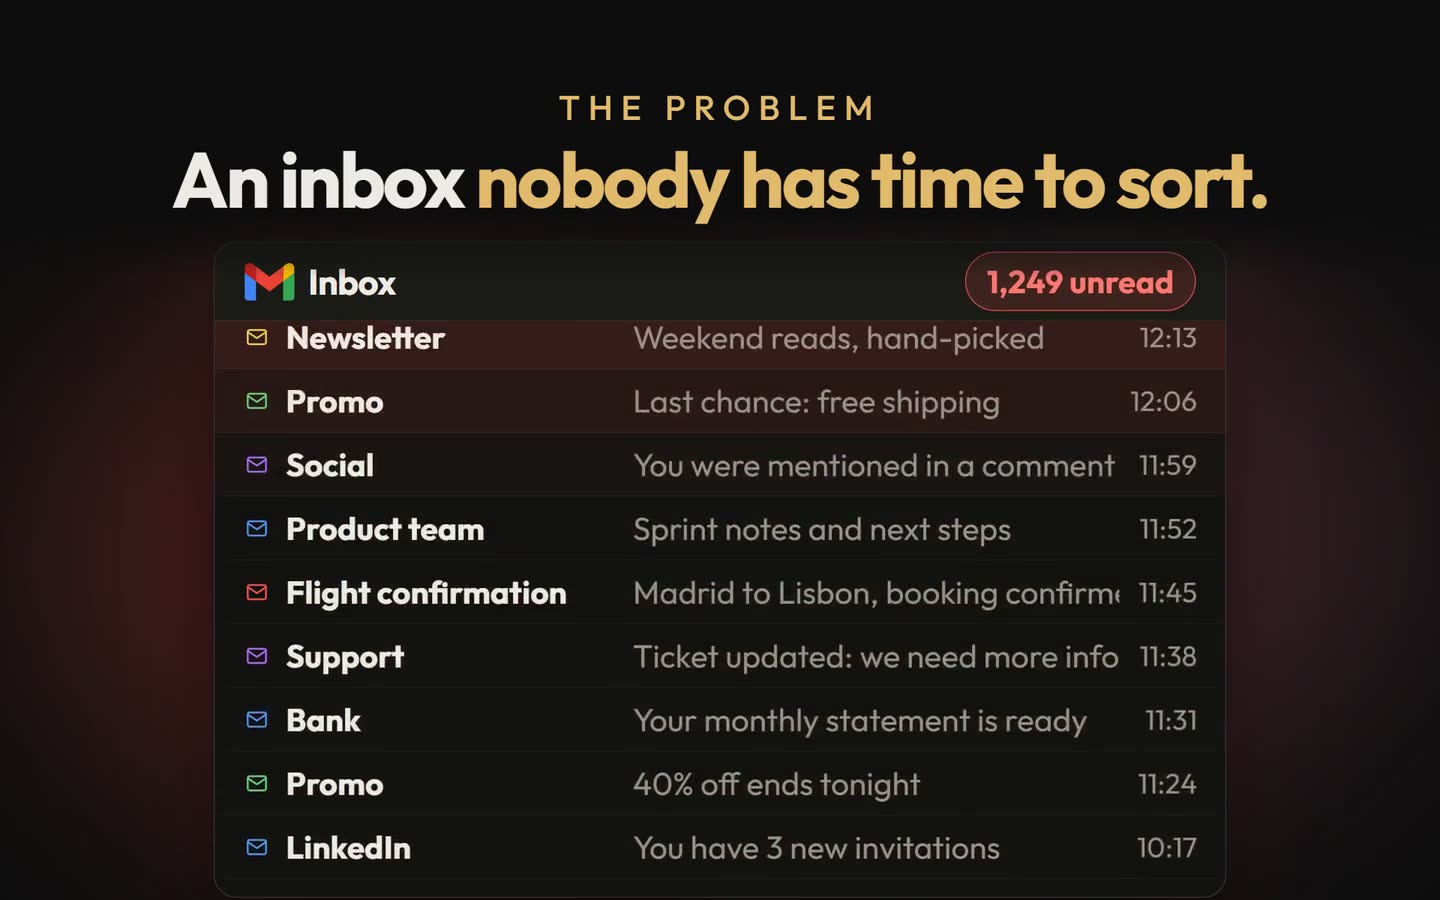 THE PROBLEM
An inbox nobody has time to sort.
Inbox 1,249 unread
Newsletter Weekend reads, hand-picked 12:13
Promo Last chance: free shipping 12:06
Social You were mentioned in a comment 11:59
Product team Sprint notes and next steps 11:52
Flight confirmation Madrid to Lisbon, booking confirme 11:45
Support Ticket updated: we need more info 11:38
Bank Your monthly statement is ready 11:31
Promo 40% off ends tonight 11:24
LinkedIn You have 3 new invitations 10:17